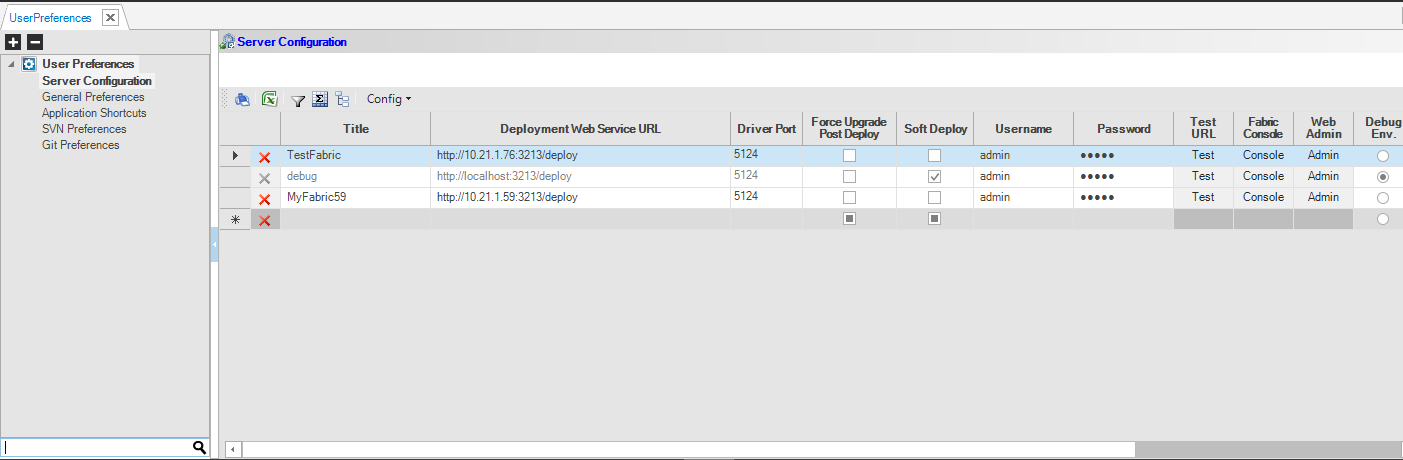 UserPreferences
Server Configuration
User Preferences
Server Configuration
General Preferences
Application Shortcuts
SVN Preferences
Git Preferences
Config
Title Deployment Web Service URL Driver Port Force Upgrade Post Deploy Soft Deploy Username Password Test URL Fabric Console Web Admin Debug Env.
TestFabric http://10.21.1.76:3213/deploy 5124 admin ●●●●● Test Console Admin
debug http://localhost:3213/deploy 5124 admin ●●●●● Test Console Admin
MyFabric59 http://10.21.1.59:3213/deploy 5124 admin ●●●●● Test Console Admin